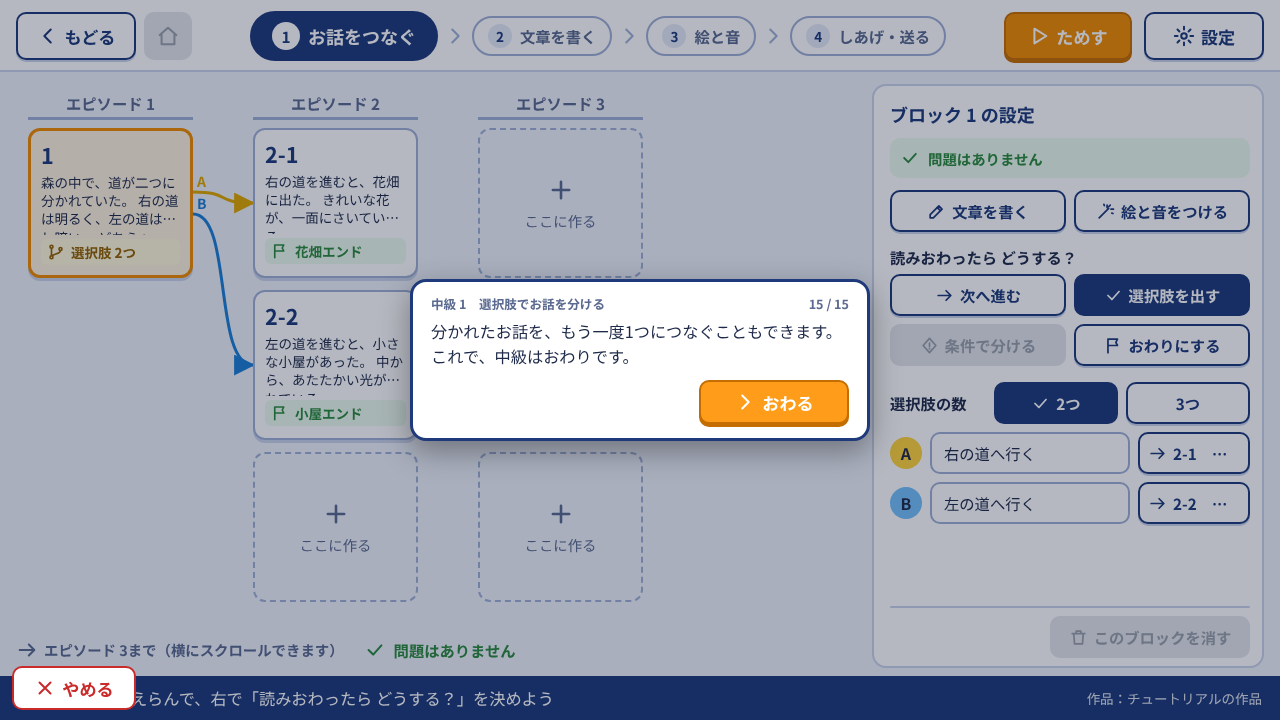 もどる
1 お話をつなぐ
2 文章を書く
3 絵と音
4 しあげ・送る
ためす
設定
エピソード 1
エピソード 2
エピソード 3
1
森の中で、道が二つに
分かれていた。 右の道
は明るく、左の道は…
選択肢 2つ
A
B
2-1
右の道を進むと、花畑
に出た。 きれいな花
が、一面にさいてい…
花畑エンド
ここに作る
2-2
左の道を進むと、小さ
な小屋があった。 中か
ら、あたたかい光が…
小屋エンド
ここに作る
ここに作る
中級 1 選択肢でお話を分ける
15 / 15
分かれたお話を、もう一度1つにつなぐこともできます。
これで、中級はおわりです。
おわる
ブロック 1 の設定
問題はありません
文章を書く
絵と音をつける
読みおわったら どうする？
次へ進む
選択肢を出す
条件で分ける
おわりにする
選択肢の数
2つ
3つ
A 右の道へ行く 2-1 …
B 左の道へ行く 2-2 …
このブロックを消す
エピソード 3まで（横にスクロールできます）
問題はありません
やめる
えらんで、右で「読みおわったら どうする？」を決めよう
作品：チュートリアルの作品